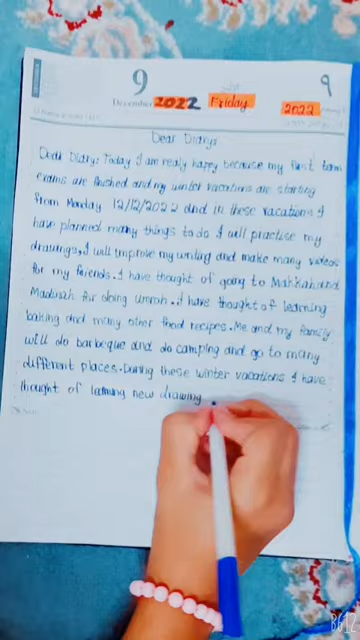 9
٩
December 2022 Friday 2022
Dear Diary,
Dear Diary: Today I am really happy because my first term
exams are finished and my winter vacations are starting
from Monday 12/12/2022 and in these vacations I
have planned many things to do I will practise my
drawings, I will improve my writing and make many videos
for my friends. I have thought of going to Makkah and
Madinah for doing Umrah. I have thought of learning
baking and many other food recipes. Me and my family
will do barbeque and do camping and go to many
different places. During these winter vacations I have
thought of learning new drawing
B612